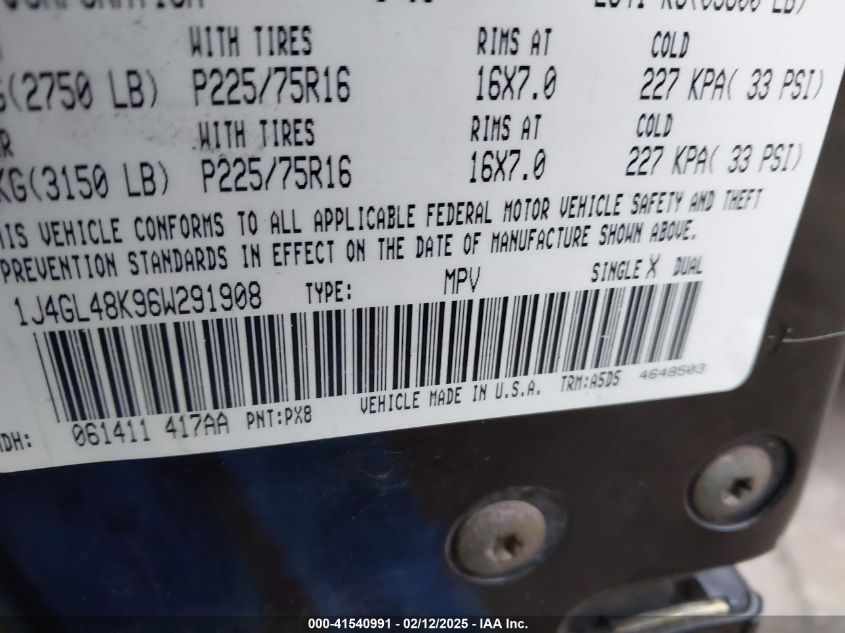 WITH TIRES RIMS AT COLD
(2750 LB) P225/75R16 16X7.0 227 KPA( 33 PSI)
WITH TIRES RIMS AT COLD
KG(3150 LB) P225/75R16 16X7.0 227 KPA( 33 PSI)
VEHICLE CONFORMS TO ALL APPLICABLE FEDERAL MOTOR VEHICLE SAFETY AND THEFT
PREVENTION STANDARDS IN EFFECT ON THE DATE OF MANUFACTURE SHOWN ABOVE.
1J4GL48K96W291908 TYPE: MPV SINGLE X DUAL
MDH: 061411 417AA PNT:PX8 VEHICLE MADE IN U.S.A. TRM:A5D5 4648503
000-41540991 - 02/12/2025 - IAA Inc.